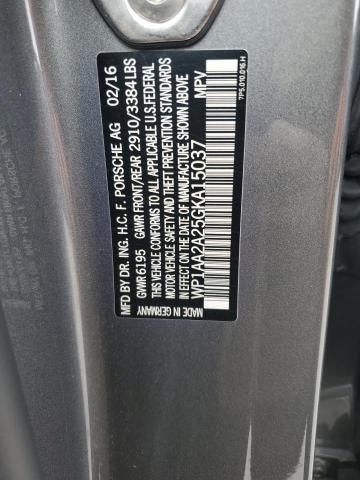 MFD BY DR. ING. H.C. F. PORSCHE AG 02/16
GVWR 6195 GAWR FRONT/REAR 2910/3384LBS
THIS VEHICLE CONFORMS TO ALL APPLICABLE U.S.FEDERAL
MOTOR VEHICLE SAFETY AND THEFT PREVENTION STANDARDS
IN EFFECT ON THE DATE OF MANUFACTURE SHOWN ABOVE.
WP1AA2A25GKA15037 MPV
MADE IN GERMANY
7P5.010.016.H